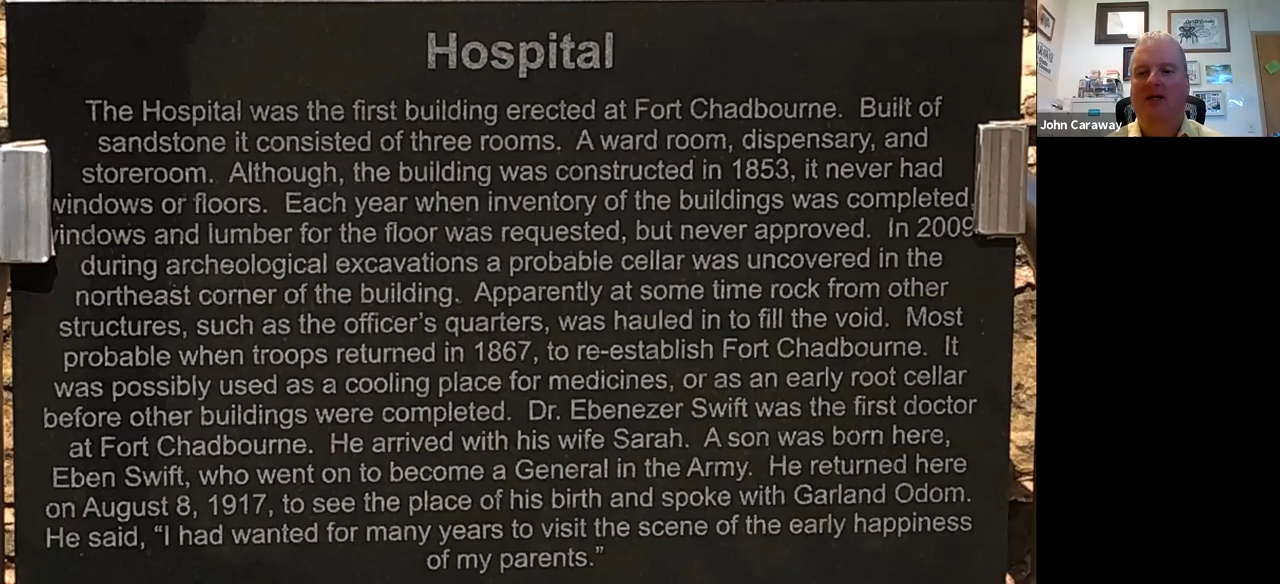 Hospital
The Hospital was the first building erected at Fort Chadbourne. Built of
sandstone it consisted of three rooms. A ward room, dispensary, and
storeroom. Although, the building was constructed in 1853, it never had
windows or floors. Each year when inventory of the buildings was completed,
windows and lumber for the floor was requested, but never approved. In 2009
during archeological excavations a probable cellar was uncovered in the
northeast corner of the building. Apparently at some time rock from other
structures, such as the officer's quarters, was hauled in to fill the void. Most
probable when troops returned in 1867, to re-establish Fort Chadbourne. It
was possibly used as a cooling place for medicines, or as an early root cellar
before other buildings were completed. Dr. Ebenezer Swift was the first doctor
at Fort Chadbourne. He arrived with his wife Sarah. A son was born here,
Eben Swift, who went on to become a General in the Army. He returned here
on August 8, 1917, to see the place of his birth and spoke with Garland Odom.
He said, “I had wanted for many years to visit the scene of the early happiness
of my parents.”
John Caraway